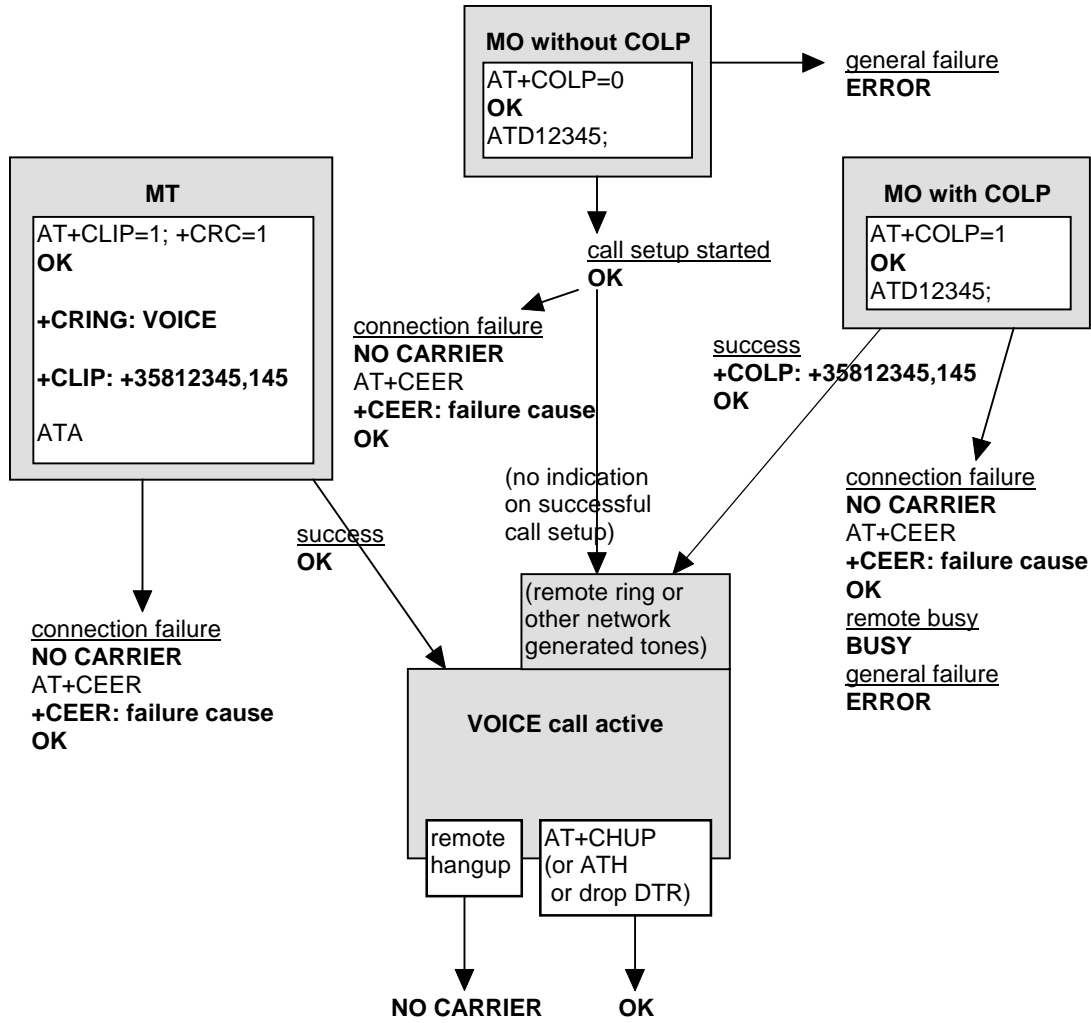 MO without COLP
AT+COLP=0
OK
ATD12345;
general failure
ERROR
MT
AT+CLIP=1; +CRC=1
OK
+CRING: VOICE
+CLIP: +35812345,145
ATA
MO with COLP
AT+COLP=1
OK
ATD12345;
call setup started
OK
connection failure
NO CARRIER
AT+CEER
+CEER: failure cause
OK
success
+COLP: +35812345,145
OK
(no indication
on successful
call setup)
success
OK
connection failure
NO CARRIER
AT+CEER
+CEER: failure cause
OK
remote busy
BUSY
general failure
ERROR
connection failure
NO CARRIER
AT+CEER
+CEER: failure cause
OK
(remote ring or
other network
generated tones)
VOICE call active
remote
hangup
AT+CHUP
(or ATH
or drop DTR)
NO CARRIER
OK